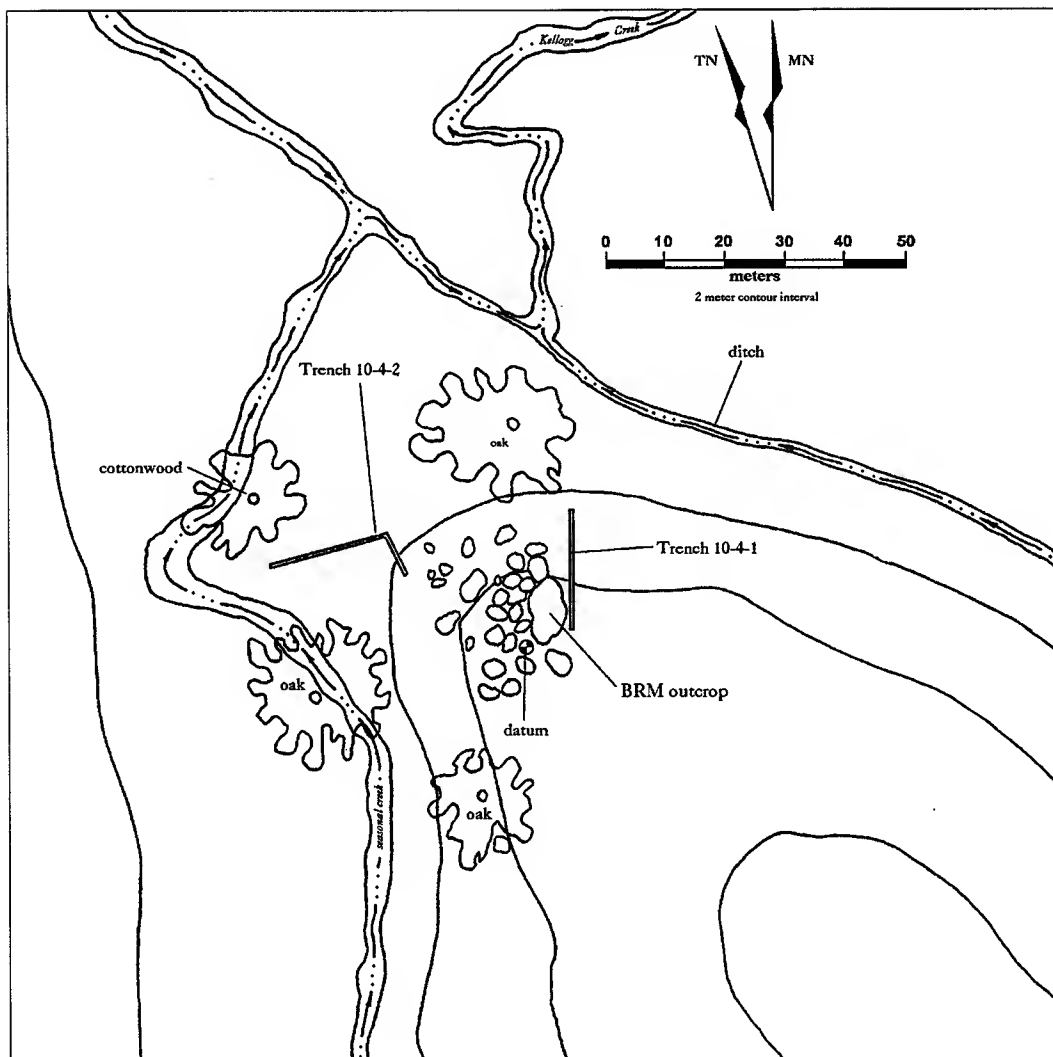 Kellogg Creek
TN MN
0 10 20 30 40 50
meters
2 meter contour interval
ditch
Trench 10-4-2
oak
cottonwood
Trench 10-4-1
oak
BRM outcrop
datum
oak
seasonal creek